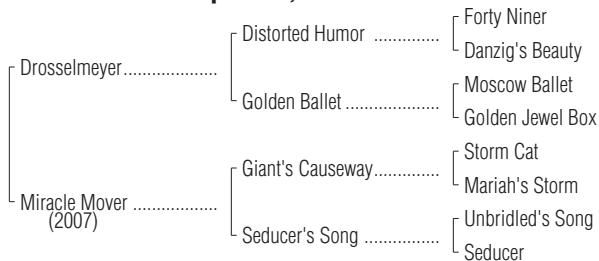 Forty Niner
Distorted Humor ..............
Danzig's Beauty
Drosselmeyer....................
Moscow Ballet
Golden Ballet ....................
Golden Jewel Box
Storm Cat
Giant's Causeway..............
Mariah's Storm
Miracle Mover ..................
(2007)
Unbridled's Song
Seducer's Song ................
Seducer